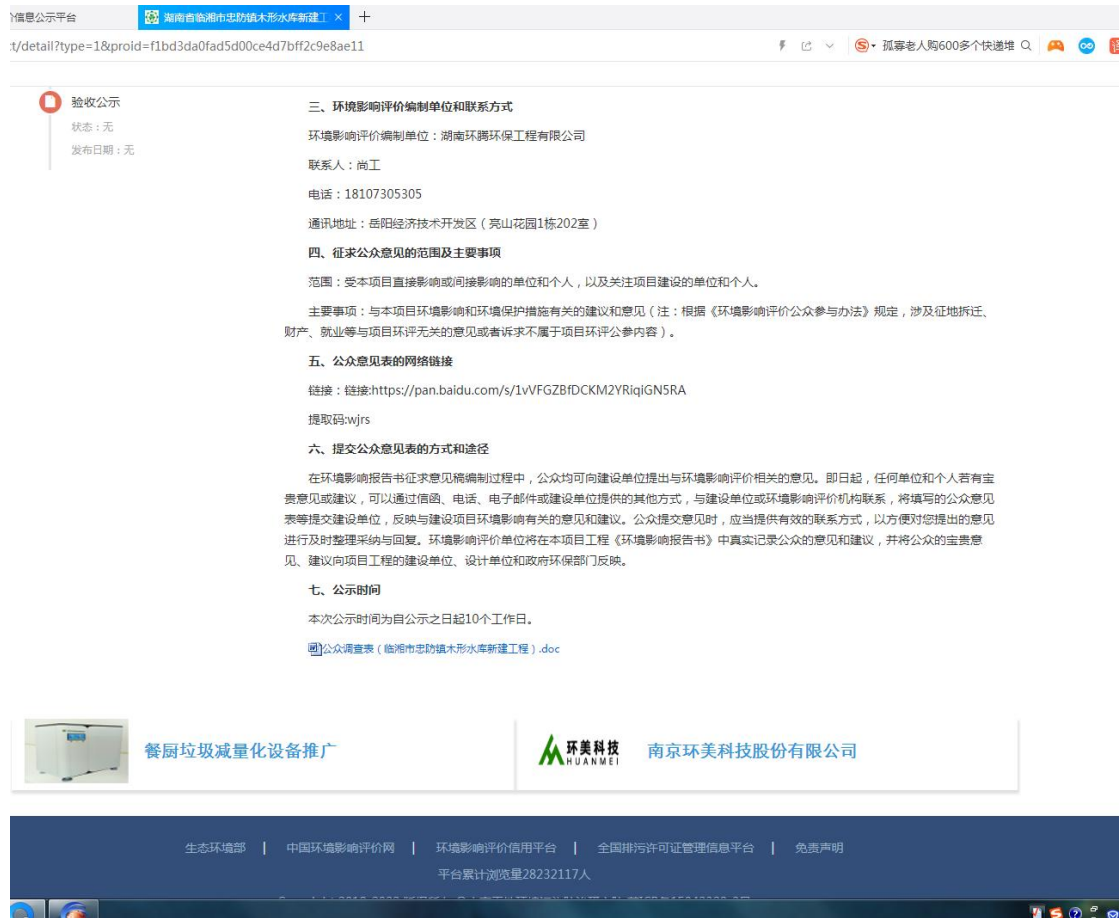 信息公示平台
湖南省临湘市忠防镇木形水库新建工
t/detail?type=1&proid=f1bd3da0fad5d00ce4d7bff2c9e8ae11
孤寡老人购600多个快递堆
验收公示
状态：无
发布日期：无
三、环境影响评价编制单位和联系方式
环境影响评价编制单位：湖南环腾环保工程有限公司
联系人：尚工
电话：18107305305
通讯地址：岳阳经济技术开发区（亮山花园1栋202室）
四、征求公众意见的范围及主要事项
范围：受本项目直接影响或间接影响的单位和个人，以及关注项目建设的单位和个人。
主要事项：与本项目环境影响和环境保护措施有关的建议和意见（注：根据《环境影响评价公众参与办法》规定，涉及征地拆迁、
财产、就业等与项目环评无关的意见或者诉求不属于项目环评公参内容）。
五、公众意见表的网络链接
链接：链接:https://pan.baidu.com/s/1vVFGZBfDCKM2YRiqiGN5RA
提取码:wjrs
六、提交公众意见表的方式和途径
在环境影响报告书征求意见稿编制过程中，公众均可向建设单位提出与环境影响评价相关的意见。即日起，任何单位和个人若有宝
贵意见或建议，可以通过信函、电话、电子邮件或建设单位提供的其他方式，与建设单位或环境影响评价机构联系，将填写的公众意见
表等提交建设单位，反映与建设项目环境影响有关的意见和建议。公众提交意见时，应当提供有效的联系方式，以方便对您提出的意见
进行及时整理采纳与回复。环境影响评价单位将在本项目工程《环境影响报告书》中真实记录公众的意见和建议，并将公众的宝贵意
见、建议向项目工程的建设单位、设计单位和政府环保部门反映。
七、公示时间
本次公示时间为自公示之日起10个工作日。
公众调查表（临湘市忠防镇木形水库新建工程）.doc
餐厨垃圾减量化设备推广
环美科技
HUANMEI
南京环美科技股份有限公司
生态环境部 | 中国环境影响评价网 | 环境影响评价信用平台 | 全国排污许可证管理信息平台 | 免责声明
平台累计浏览量28232117人